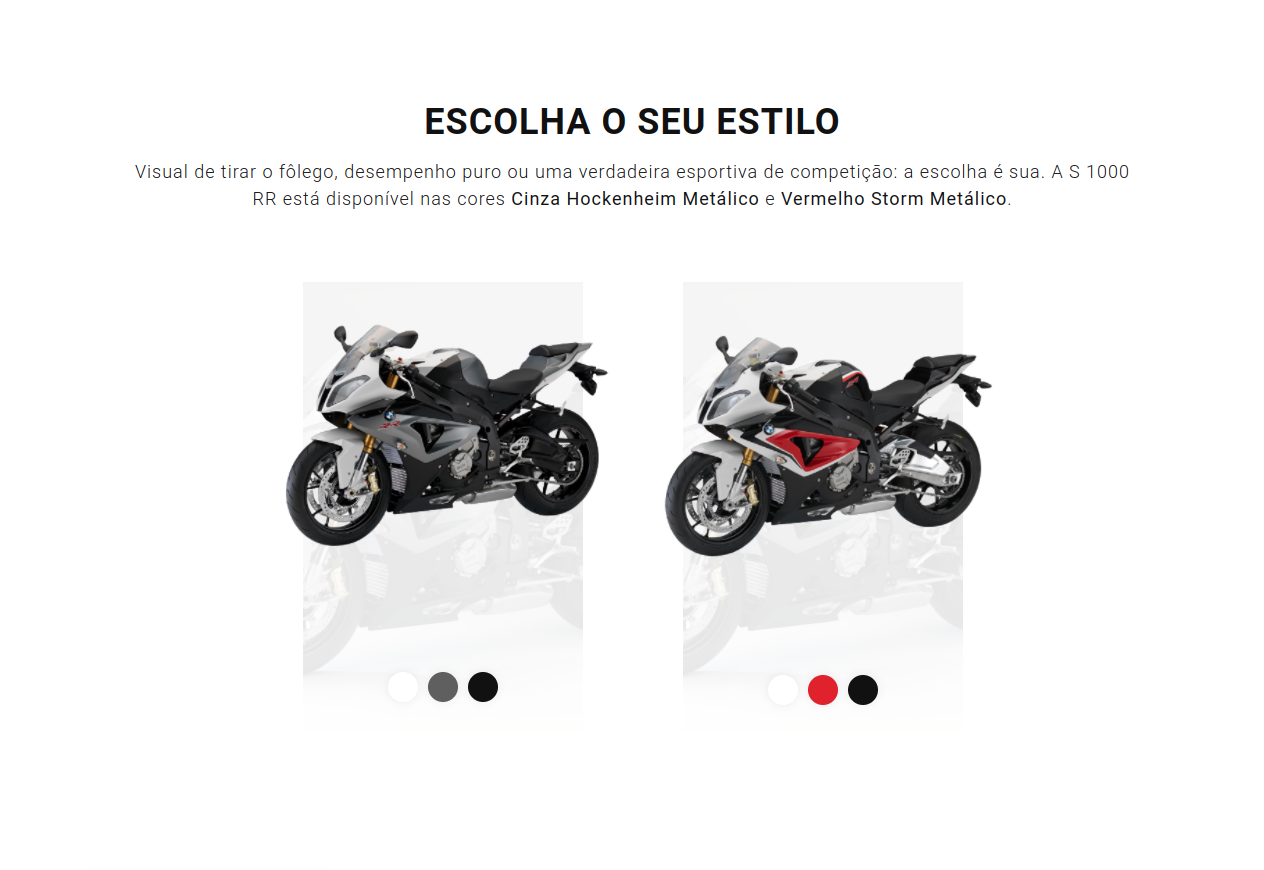 ESCOLHA O SEU ESTILO
Visual de tirar o fôlego, desempenho puro ou uma verdadeira esportiva de competição: a escolha é sua. A S 1000
RR está disponível nas cores Cinza Hockenheim Metálico e Vermelho Storm Metálico.